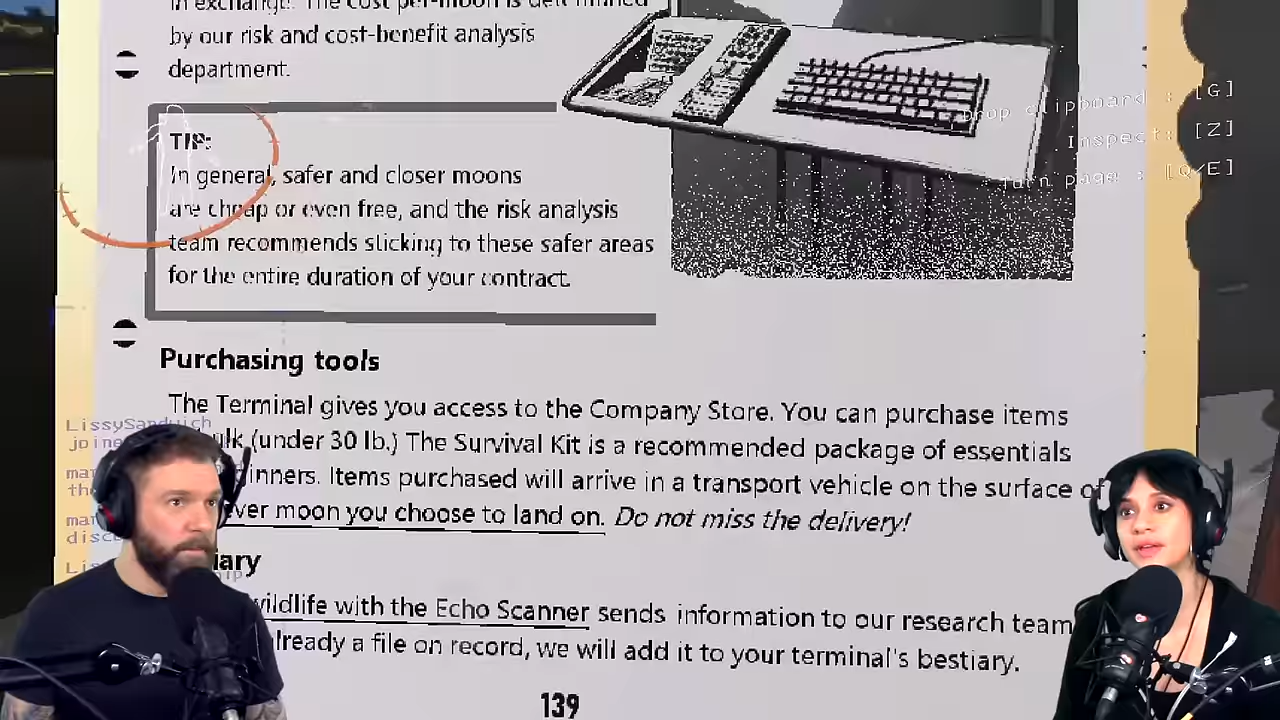 by our risk and cost-benefit analysis
department.
Drop clipboard : [G]
Inspect: [Z]
Turn page : [Q/E]
TIP:
In general, safer and closer moons
are cheap or even free, and the risk analysis
team recommends sticking to these safer areas
for the entire duration of your contract.
Purchasing tools
The Terminal gives you access to the Company Store. You can purchase items
(under 30 lb.) The Survival Kit is a recommended package of essentials
Items purchased will arrive in a transport vehicle on the surface of
moon you choose to land on. Do not miss the delivery!
wildlife with the Echo Scanner sends information to our research team
already a file on record, we will add it to your terminal's bestiary.
139
LissySandwich